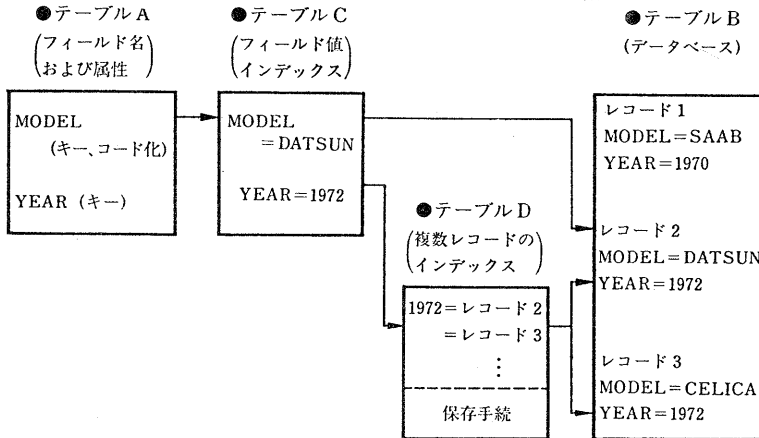 ●テーブルA
(フィールド名
および属性)
MODEL
(キー、コード化)
YEAR (キー)
●テーブルC
(フィールド値
インデックス)
MODEL
=DATSUN
YEAR=1972
●テーブルD
(複数レコードの
インデックス)
1972=レコード2
=レコード3
⋮
保存手続
●テーブルB
(データベース)
レコード1
MODEL=SAAB
YEAR=1970
レコード2
MODEL=DATSUN
YEAR=1972
レコード3
MODEL=CELICA
YEAR=1972